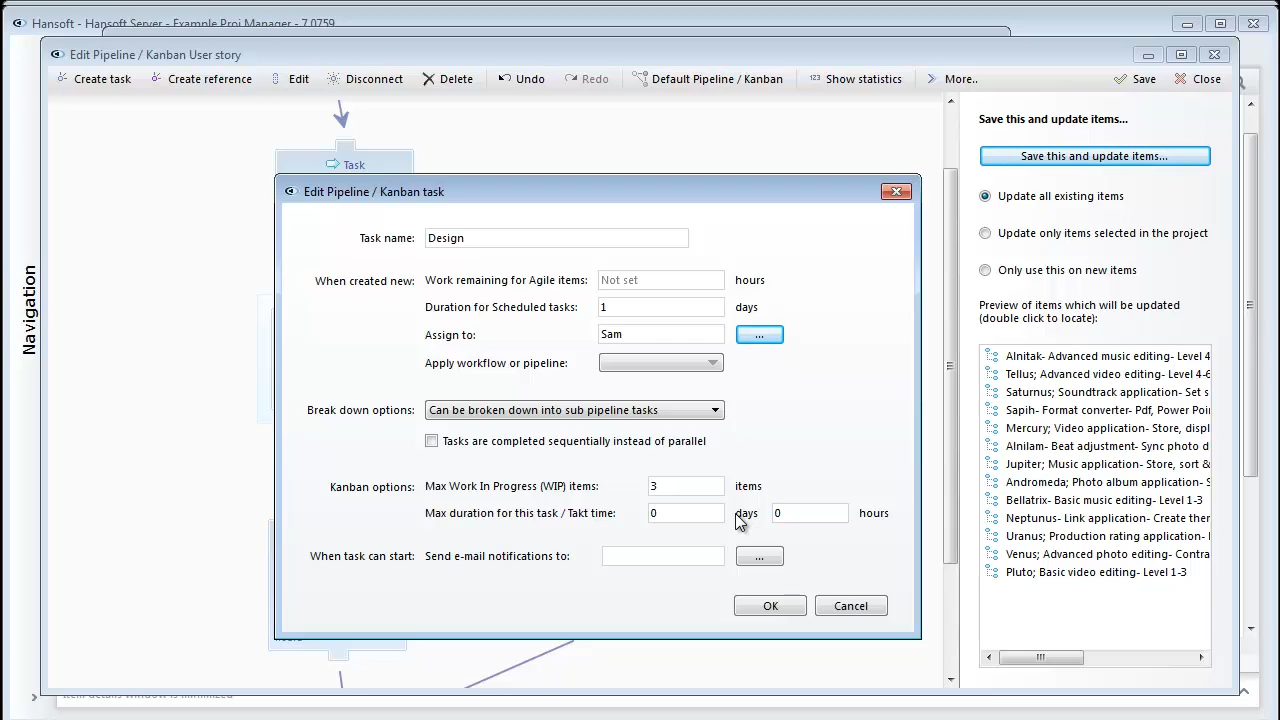 Hansoft - Hansoft Server - Example Proj Manager - 7.0759
Edit Pipeline / Kanban User story
Create task Create reference Edit Disconnect Delete Undo Redo Default Pipeline / Kanban 123 Show statistics More.. Save Close
Navigation
Task
Edit Pipeline / Kanban task
Task name: Design
When created new: Work remaining for Agile items: Not set hours
Duration for Scheduled tasks: 1 days
Assign to: Sam ...
Apply workflow or pipeline:
Break down options: Can be broken down into sub pipeline tasks
Tasks are completed sequentially instead of parallel
Kanban options: Max Work In Progress (WIP) items: 3 items
Max duration for this task / Takt time: 0 days 0 hours
When task can start: Send e-mail notifications to: ...
OK Cancel
Save this and update items...
Save this and update items...
Update all existing items
Update only items selected in the project
Only use this on new items
Preview of items which will be updated
(double click to locate):
Alnitak- Advanced music editing- Level 4
Tellus; Advanced video editing- Level 4-6
Saturnus; Soundtrack application- Set s
Sapih- Format converter- Pdf, Power Poi
Mercury; Video application- Store, displ
Alnilam- Beat adjustment- Sync photo d
Jupiter; Music application- Store, sort &
Andromeda; Photo album application- S
Bellatrix- Basic music editing- Level 1-3
Neptunus- Link application- Create ther
Uranus; Production rating application-
Venus; Advanced photo editing- Contra
Pluto; Basic video editing- Level 1-3
Item details window is minimized